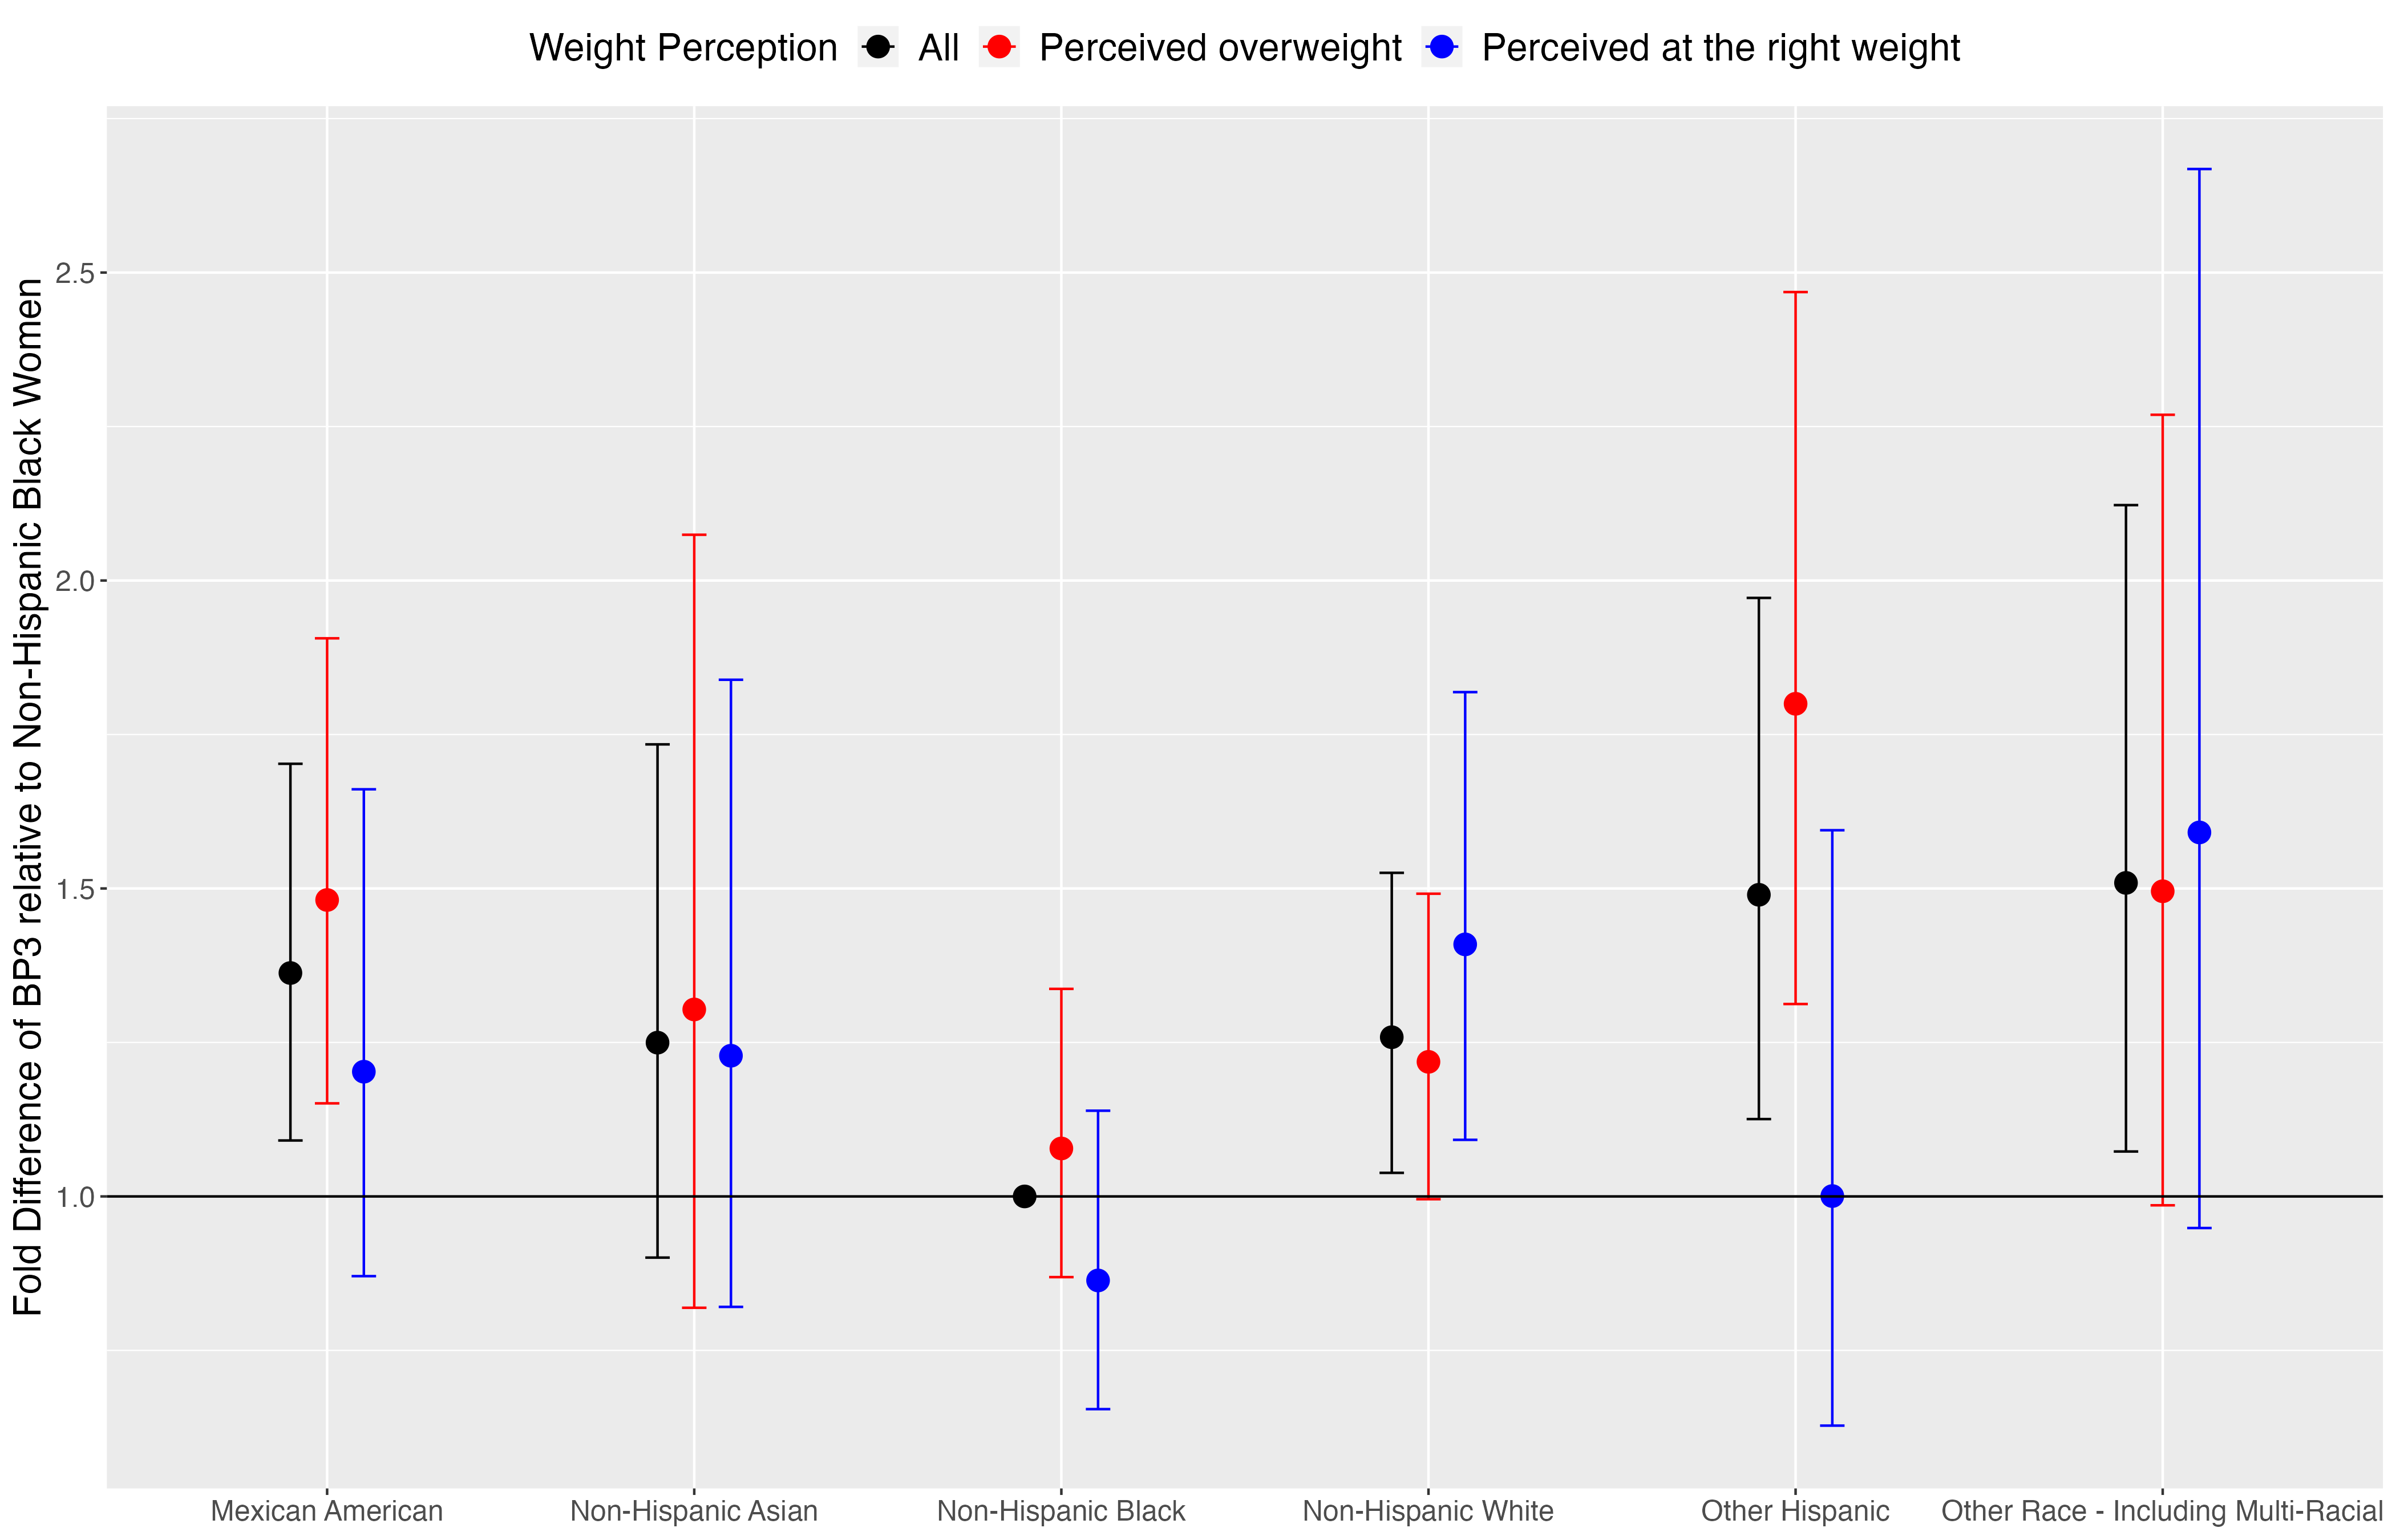 Weight Perception All Perceived overweight Perceived at the right weight
Fold Difference of BP3 relative to Non-Hispanic Black Women
2.5
2.0
1.5
1.0
Mexican American Non-Hispanic Asian Non-Hispanic Black Non-Hispanic White Other Hispanic Other Race - Including Multi-Racial